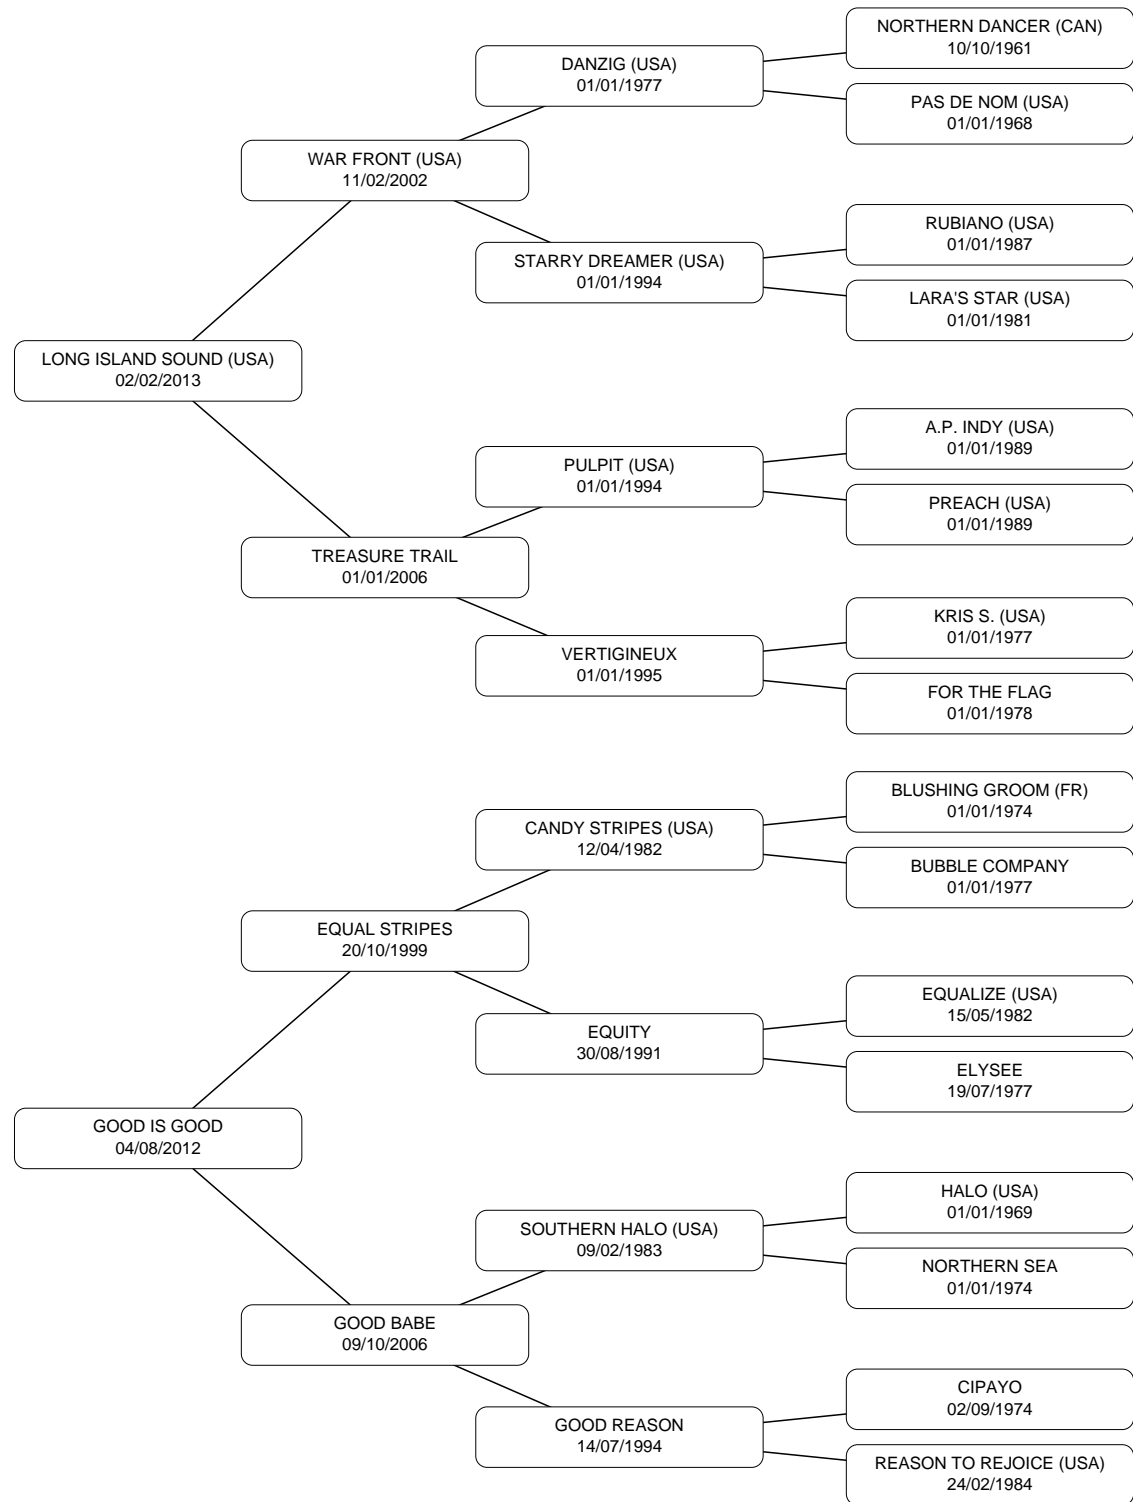 NORTHERN DANCER (CAN)
10/10/1961
DANZIG (USA)
01/01/1977
PAS DE NOM (USA)
01/01/1968
WAR FRONT (USA)
11/02/2002
RUBIANO (USA)
01/01/1987
STARRY DREAMER (USA)
01/01/1994
LARA'S STAR (USA)
01/01/1981
LONG ISLAND SOUND (USA)
02/02/2013
A.P. INDY (USA)
01/01/1989
PULPIT (USA)
01/01/1994
PREACH (USA)
01/01/1989
TREASURE TRAIL
01/01/2006
KRIS S. (USA)
01/01/1977
VERTIGINEUX
01/01/1995
FOR THE FLAG
01/01/1978
BLUSHING GROOM (FR)
01/01/1974
CANDY STRIPES (USA)
12/04/1982
BUBBLE COMPANY
01/01/1977
EQUAL STRIPES
20/10/1999
EQUALIZE (USA)
15/05/1982
EQUITY
30/08/1991
ELYSEE
19/07/1977
GOOD IS GOOD
04/08/2012
HALO (USA)
01/01/1969
SOUTHERN HALO (USA)
09/02/1983
NORTHERN SEA
01/01/1974
GOOD BABE
09/10/2006
CIPAYO
02/09/1974
GOOD REASON
14/07/1994
REASON TO REJOICE (USA)
24/02/1984